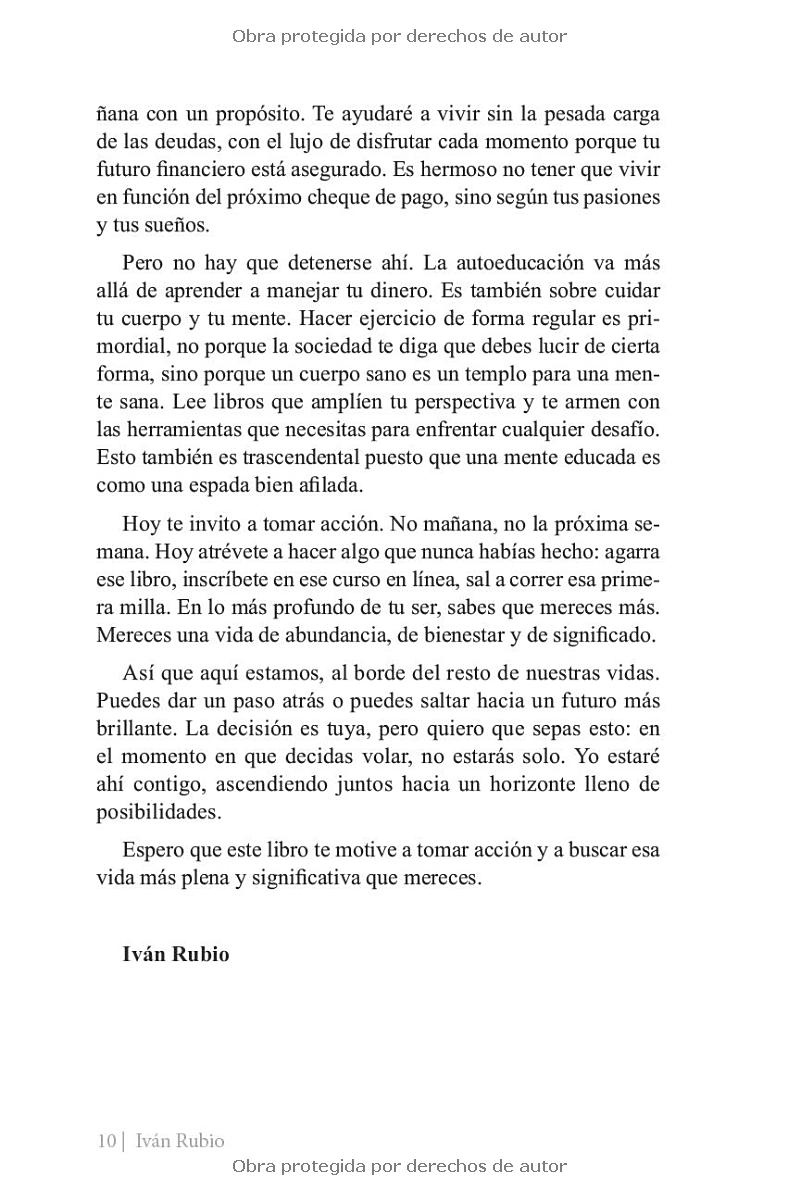 Obra protegida por derechos de autor
ñana con un propósito. Te ayudaré a vivir sin la pesada carga
de las deudas, con el lujo de disfrutar cada momento porque tu
futuro financiero está asegurado. Es hermoso no tener que vivir
en función del próximo cheque de pago, sino según tus pasiones
y tus sueños.
Pero no hay que detenerse ahí. La autoeducación va más
allá de aprender a manejar tu dinero. Es también sobre cuidar
tu cuerpo y tu mente. Hacer ejercicio de forma regular es pri-
mordial, no porque la sociedad te diga que debes lucir de cierta
forma, sino porque un cuerpo sano es un templo para una men-
te sana. Lee libros que amplíen tu perspectiva y te armen con
las herramientas que necesitas para enfrentar cualquier desafío.
Esto también es trascendental puesto que una mente educada es
como una espada bien afilada.
Hoy te invito a tomar acción. No mañana, no la próxima se-
mana. Hoy atrévete a hacer algo que nunca habías hecho: agarra
ese libro, inscríbete en ese curso en línea, sal a correr esa prime-
ra milla. En lo más profundo de tu ser, sabes que mereces más.
Mereces una vida de abundancia, de bienestar y de significado.
Así que aquí estamos, al borde del resto de nuestras vidas.
Puedes dar un paso atrás o puedes saltar hacia un futuro más
brillante. La decisión es tuya, pero quiero que sepas esto: en
el momento en que decidas volar, no estarás solo. Yo estaré
ahí contigo, ascendiendo juntos hacia un horizonte lleno de
posibilidades.
Espero que este libro te motive a tomar acción y a buscar esa
vida más plena y significativa que mereces.
Iván Rubio
10 | Iván Rubio
Obra protegida por derechos de autor